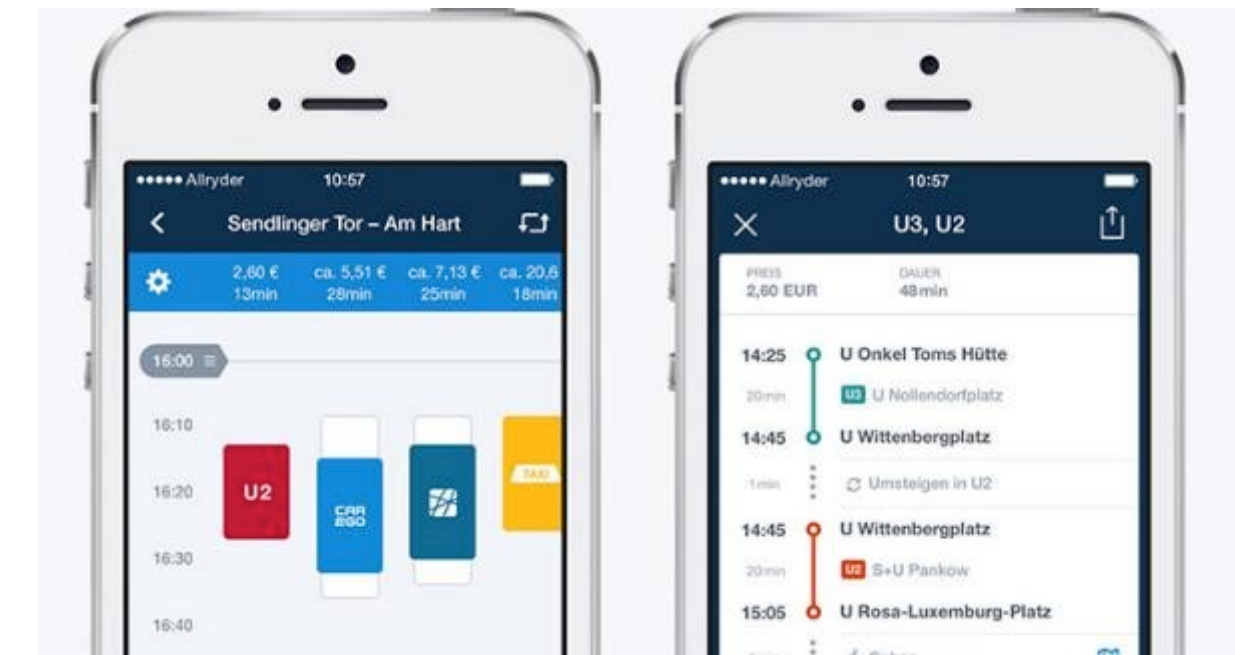 Allryder
10:57
Sendlinger Tor – Am Hart
2,60 € ca. 5,51 € ca. 7,13 € ca. 20,6
13min 28min 25min 18min
16:00
16:10
16:20
16:30
16:40
U2
CAR
2GO
TAXI
Allryder
10:57
U3, U2
PREIS DAUER
2,60 EUR 48min
14:25 U Onkel Toms Hütte
20min U3 U Nollendorfplatz
14:45 U Wittenbergplatz
1min Umsteigen in U2
14:45 U Wittenbergplatz
20min U2 S+U Pankow
15:05 U Rosa-Luxemburg-Platz